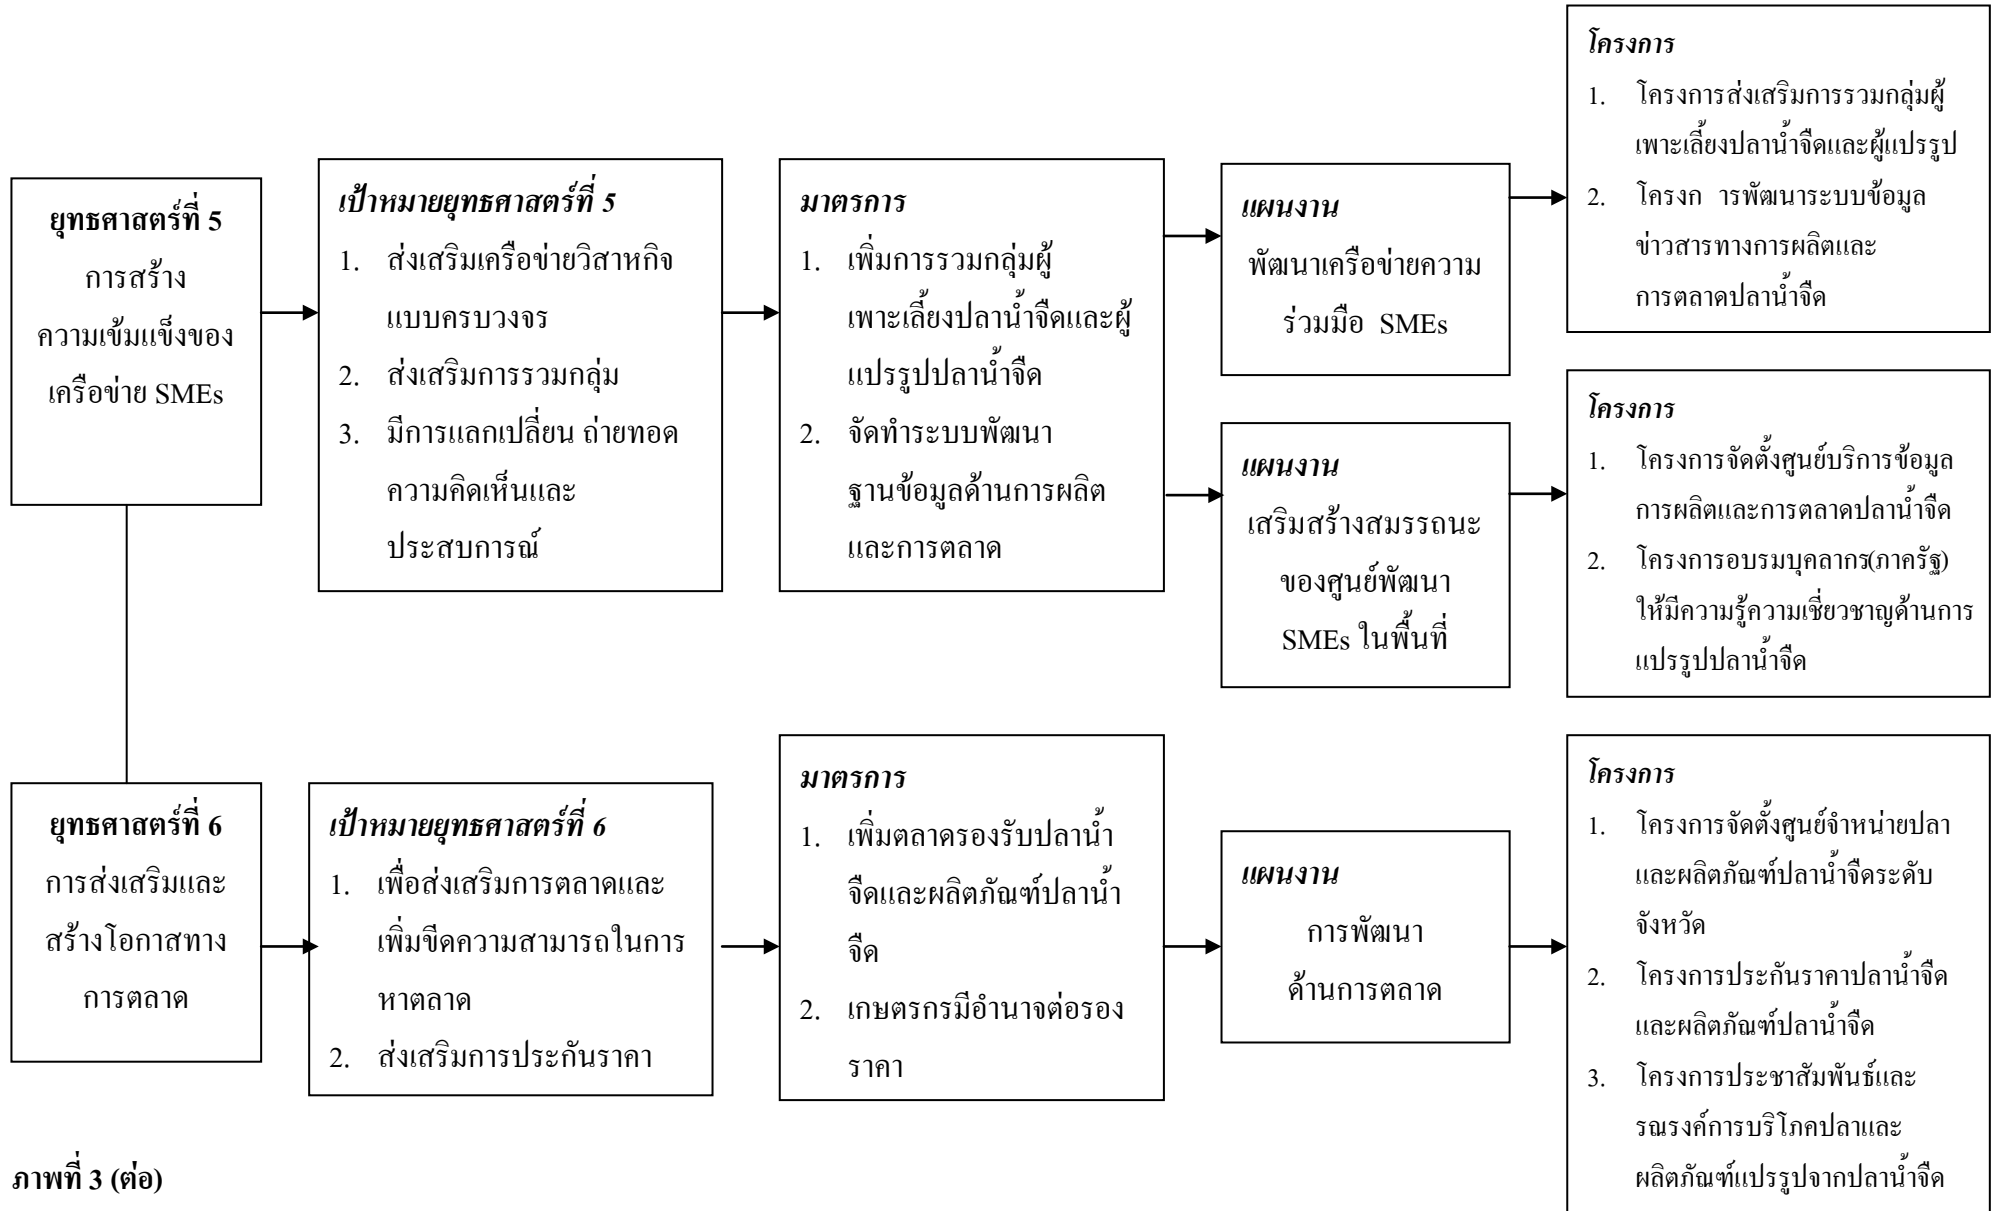 ยุทธศาสตร์ที่ 5
การสร้าง
ความเข้มแข็งของ
เครือข่าย SMEs
เป้าหมายยุทธศาสตร์ที่ 5
1. ส่งเสริมเครือข่ายวิสาหกิจ
แบบครบวงจร
2. ส่งเสริมการรวมกลุ่ม
3. มีการแลกเปลี่ยน ถ่ายทอด
ความคิดเห็นและ
ประสบการณ์
มาตรการ
1. เพิ่มการรวมกลุ่มผู้
เพาะเลี้ยงปลาน้ำจืดและผู้
แปรรูปปลาน้ำจืด
2. จัดทำระบบพัฒนา
ฐานข้อมูลด้านการผลิต
และการตลาด
แผนงาน
พัฒนาเครือข่ายความ
ร่วมมือ SMEs
โครงการ
1. โครงการส่งเสริมการรวมกลุ่มผู้
เพาะเลี้ยงปลาน้ำจืดและผู้แปรรูป
2. โครงก ารพัฒนาระบบข้อมูล
ข่าวสารทางการผลิตและ
การตลาดปลาน้ำจืด
แผนงาน
เสริมสร้างสมรรถนะ
ของศูนย์พัฒนา
SMEs ในพื้นที่
โครงการ
1. โครงการจัดตั้งศูนย์บริการข้อมูล
การผลิตและการตลาดปลาน้ำจืด
2. โครงการอบรมบุคลากร(ภาครัฐ)
ให้มีความรู้ความเชี่ยวชาญด้านการ
แปรรูปปลาน้ำจืด
ยุทธศาสตร์ที่ 6
การส่งเสริมและ
สร้างโอกาสทาง
การตลาด
เป้าหมายยุทธศาสตร์ที่ 6
1. เพื่อส่งเสริมการตลาดและ
เพิ่มขีดความสามารถในการ
หาตลาด
2. ส่งเสริมการประกันราคา
มาตรการ
1. เพิ่มตลาดรองรับปลาน้ำ
จืดและผลิตภัณฑ์ปลาน้ำ
จืด
2. เกษตรกรมีอำนาจต่อรอง
ราคา
แผนงาน
การพัฒนา
ด้านการตลาด
โครงการ
1. โครงการจัดตั้งศูนย์จำหน่ายปลา
และผลิตภัณฑ์ปลาน้ำจืดระดับ
จังหวัด
2. โครงการประกันราคาปลาน้ำจืด
และผลิตภัณฑ์ปลาน้ำจืด
3. โครงการประชาสัมพันธ์และ
รณรงค์การบริโภคปลาและ
ผลิตภัณฑ์แปรรูปจากปลาน้ำจืด
ภาพที่ 3 (ต่อ)